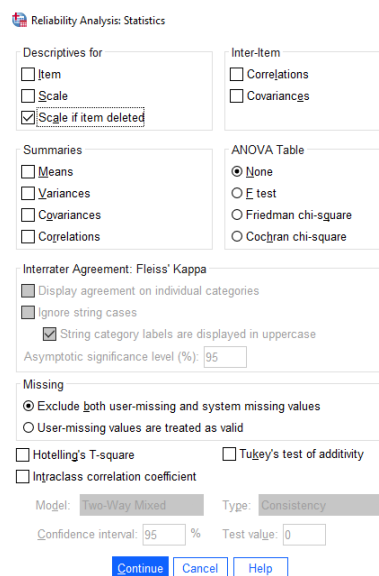 Reliability Analysis: Statistics
Descriptives for
Item
Scale
Scale if item deleted
Inter-Item
Correlations
Covariances
Summaries
Means
Variances
Covariances
Correlations
ANOVA Table
None
F test
Friedman chi-square
Cochran chi-square
Interrater Agreement: Fleiss' Kappa
Display agreement on individual categories
Ignore string cases
String category labels are displayed in uppercase
Asymptotic significance level (%): 95
Missing
Exclude both user-missing and system missing values
User-missing values are treated as valid
Hotelling's T-square Tukey's test of additivity
Intraclass correlation coefficient
Model: Two-Way Mixed Type: Consistency
Confidence interval: 95 % Test value: 0
Continue Cancel Help